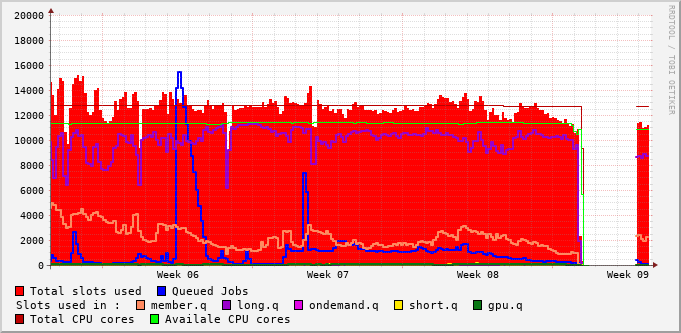 20000
18000
16000
14000
12000
10000
8000
6000
4000
2000
0
Week 06 Week 07 Week 08 Week 09
Total slots used Queued Jobs
Slots used in : member.q long.q ondemand.q short.q gpu.q
Total CPU cores Availale CPU cores
RRDTOOL / TOBI OETIKER